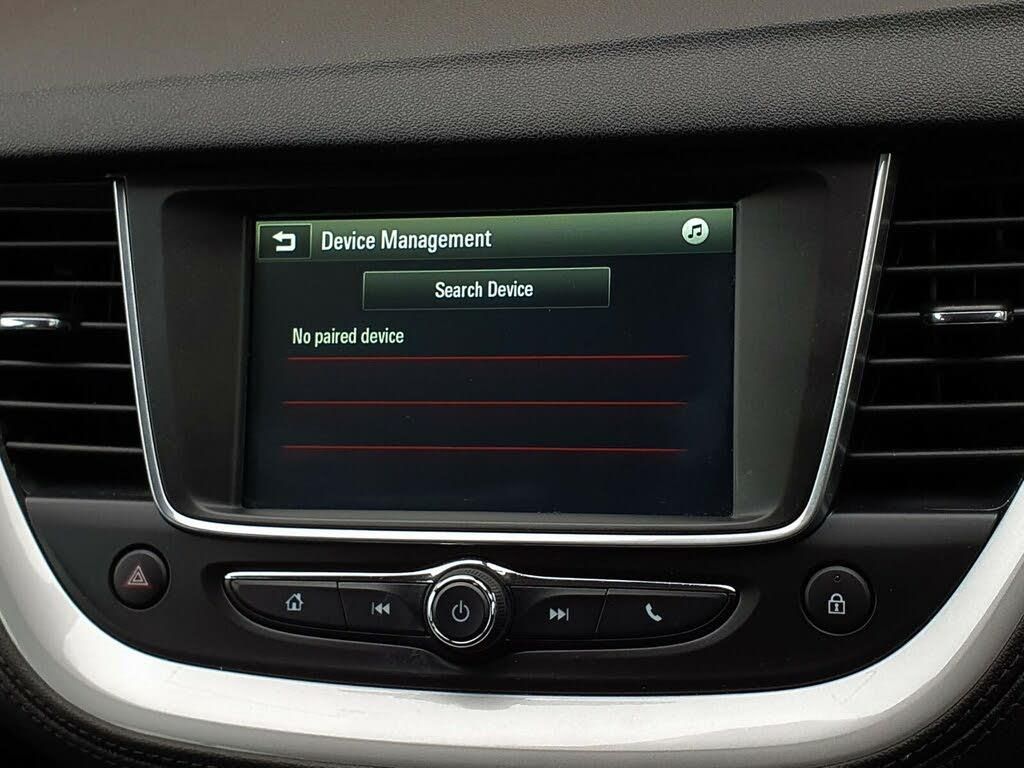 Device Management
Search Device
No paired device